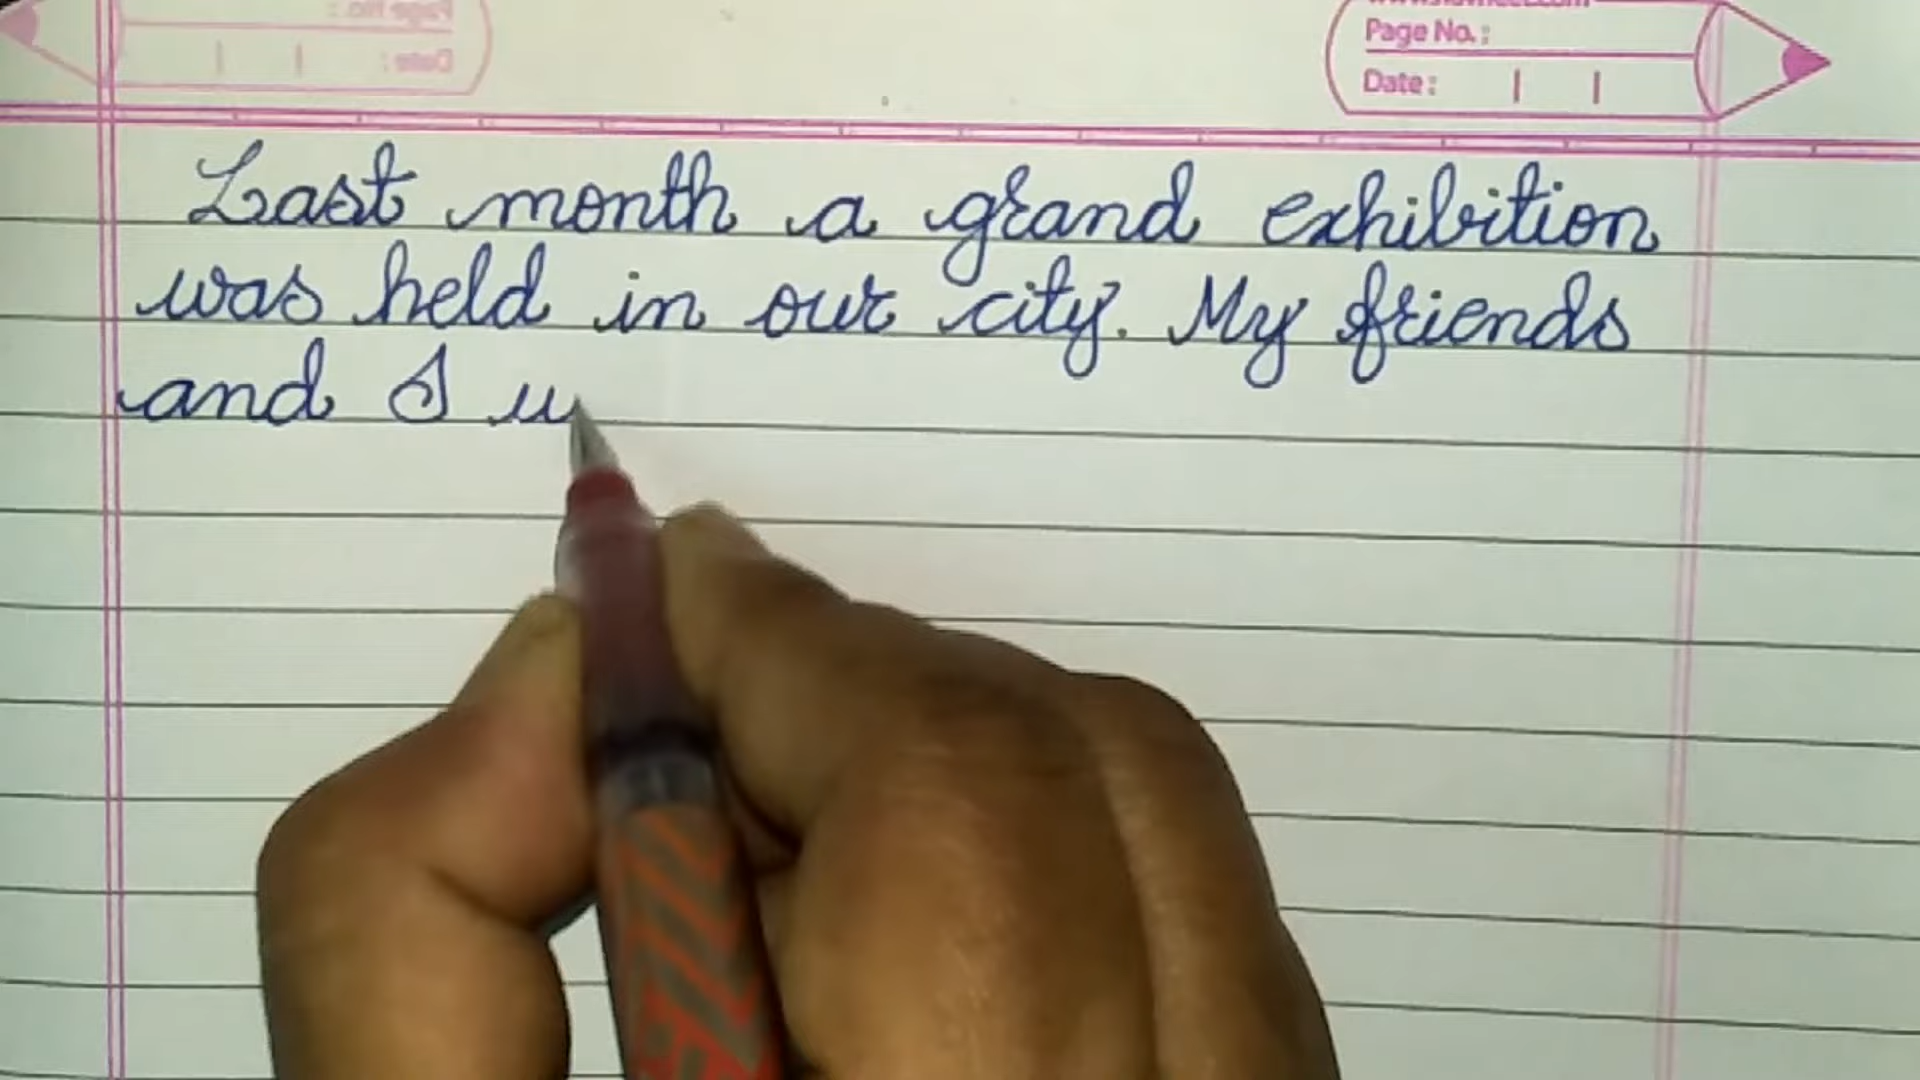 Page No.:
Date:
Last month a grand exhibition
was held in our city. My friends
and I